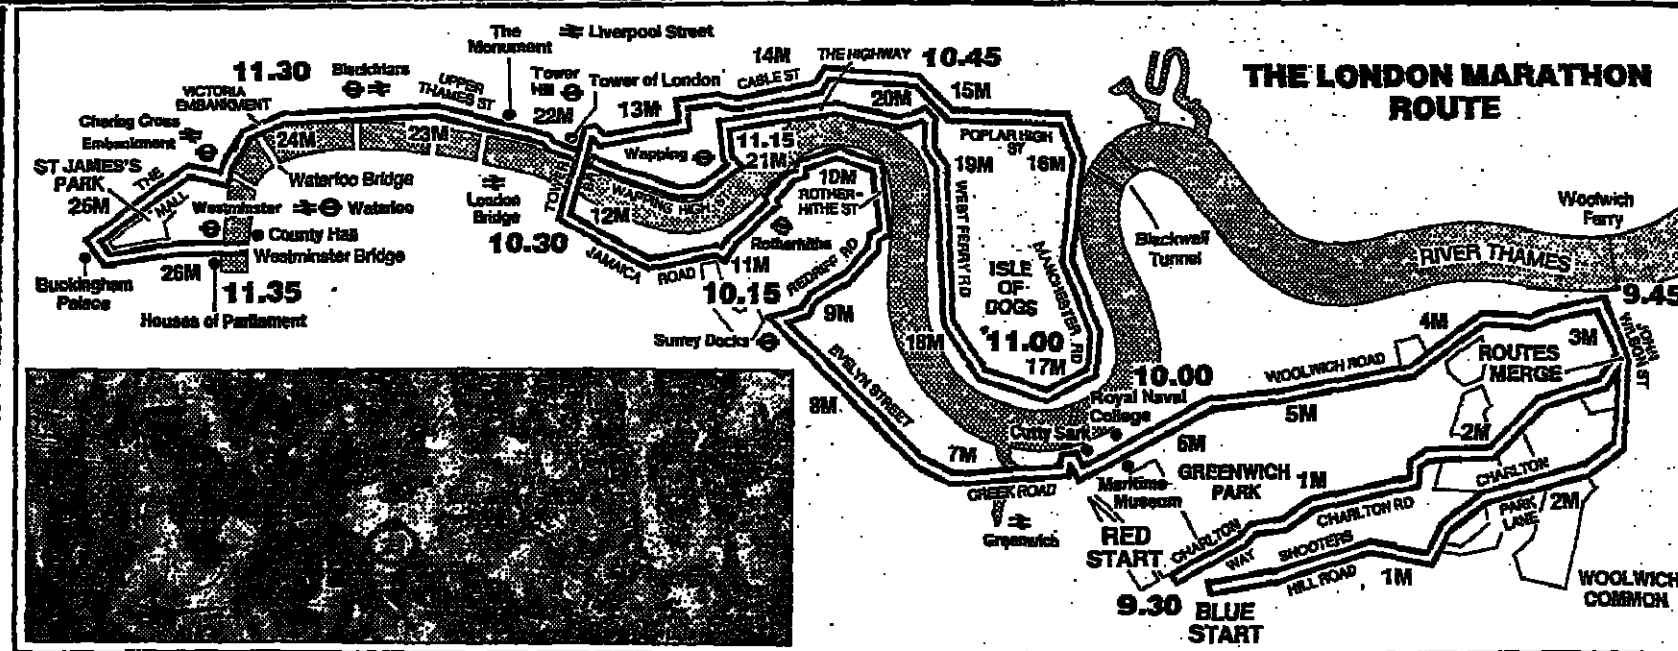 THE LONDON MARATHON
ROUTE
The
Monument
Liverpool Street
14M
THE HIGHWAY
10.45
11.30
Blackfriars
UPPER
THAMES ST
Tower
Hill
Tower of London
CABLE ST
VICTORIA
EMBANKMENT
22M
13M
20M
15M
Charing Cross
Embankment
24M
23M
POPLAR HIGH
ST
11.15
21M
Wapping
19M
16M
ST JAMES'S
PARK
25M
THE
MALL
Waterloo Bridge
10M
ROTHER-
HITHE ST
Westminster
Waterloo
London
Bridge
TOWER
12M
WAPPING HIGH
WEST FERRY RD
Woolwich
Ferry
County Hall
Westminster Bridge
10.30
Rotherhithe
Blackwall
Tunnel
RIVER THAMES
26M
JAMAICA
ROAD
11M
REDRIFF RD
ISLE
OF
DOGS
MANCHESTER
RD
Buckingham
Palace
11.35
10.15
9.45
Houses of Parliament
9M
Surrey Docks
18M
11.00
17M
4M
3M
JOHN
WILSON ST
ROUTES
MERGE
EVELYN STREET
10.00
WOOLWICH ROAD
8M
Royal Naval
College
5M
Cutty Sark
6M
2M
7M
GREENWICH
PARK
1M
CHARLTON
PARK
LANE
2M
CREEK ROAD
Maritime
Museum
CHARLTON RD
Greenwich
RED
START
CHARLTON
WAY
SHOOTERS
HILL ROAD
1M
9.30
BLUE
START
WOOLWICH
COMMON